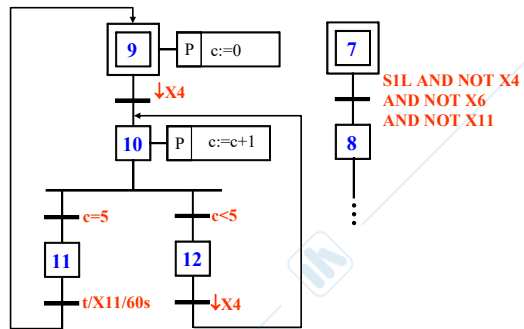 9
P c:=0
↓X4
10
P c:=c+1
c=5
c<5
11
12
t/X11/60s
↓X4
7
S1L AND NOT X4
AND NOT X6
AND NOT X11
8